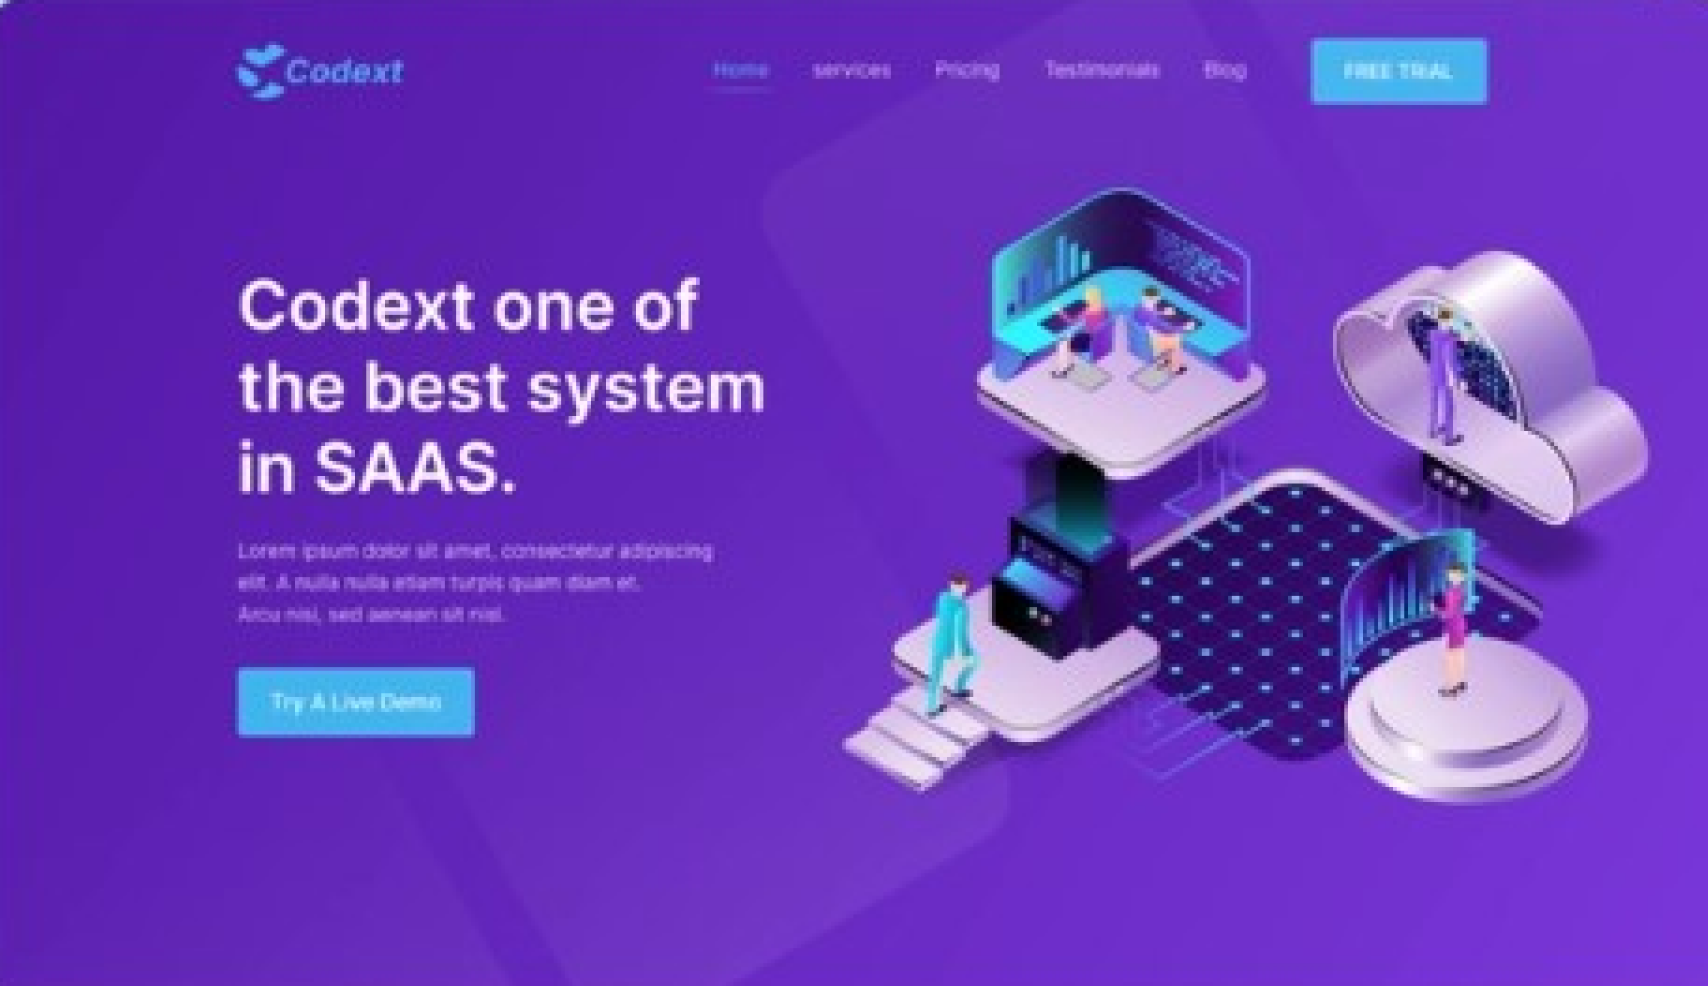 Codext
Home services Pricing Testimonials Blog FREE TRIAL
Codext one of
the best system
in SAAS.
Lorem ipsum dolor sit amet, consectetur adipiscing
elit. A nulla nulla etiam turpis quam diam et.
Arcu nisi, sed aenean sit nisl.
Try A Live Demo